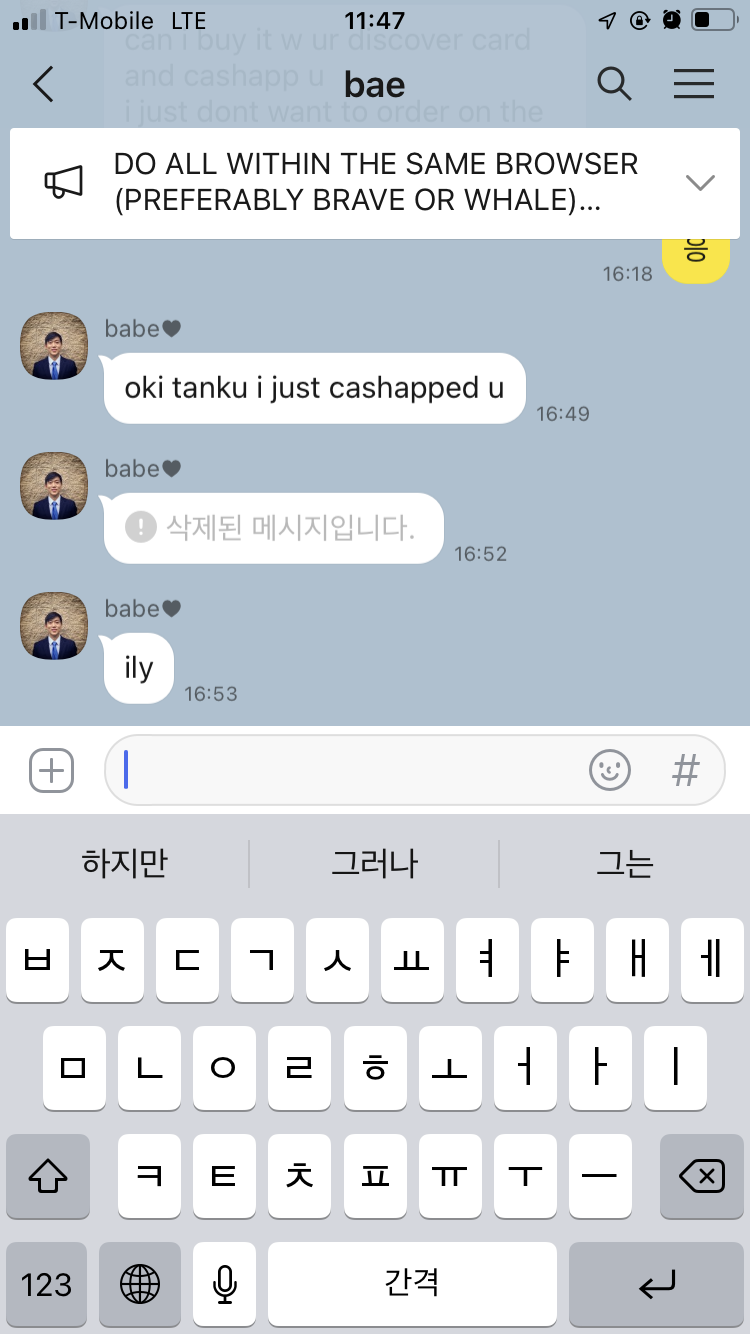 T-Mobile LTE 11:47
can i buy it w ur discover card
and cashapp u
i just dont want to order on the
bae
DO ALL WITHIN THE SAME BROWSER
(PREFERABLY BRAVE OR WHALE)...
16:18
응
babe♥
oki tanku i just cashapped u
16:49
babe♥
삭제된 메시지입니다.
16:52
babe♥
ily
16:53
#
하지만 그러나 그는
ㅂ ㅈ ㄷ ㄱ ㅅ ㅛ ㅕ ㅑ ㅐ ㅔ
ㅁ ㄴ ㅇ ㄹ ㅎ ㅗ ㅓ ㅏ ㅣ
ㅋ ㅌ ㅊ ㅍ ㅠ ㅜ ㅡ
123 간격